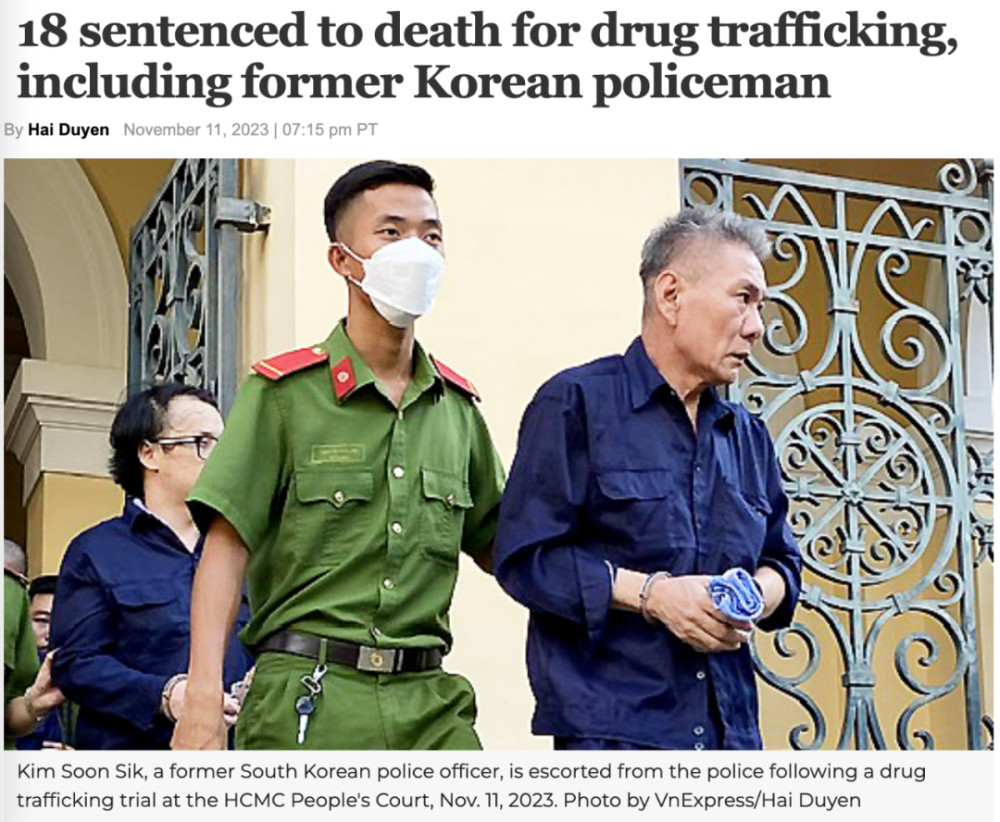 18 sentenced to death for drug trafficking,
including former Korean policeman
By Hai Duyen November 11, 2023 | 07:15 pm PT
Kim Soon Sik, a former South Korean police officer, is escorted from the police following a drug
trafficking trial at the HCMC People's Court, Nov. 11, 2023. Photo by VnExpress/Hai Duyen